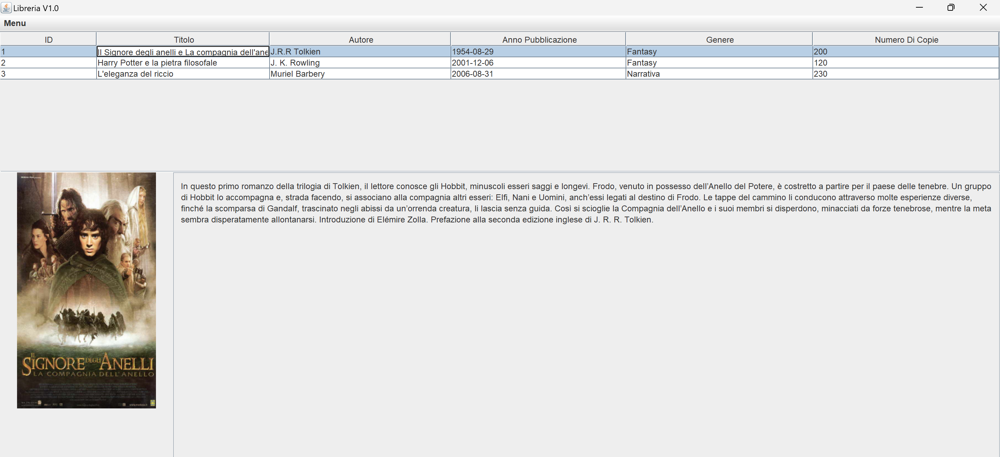 Libreria V1.0
Menu
ID Titolo Autore Anno Pubblicazione Genere Numero Di Copie
1 Il Signore degli anelli e La compagnia dell'ane J.R.R Tolkien 1954-08-29 Fantasy 200
2 Harry Potter e la pietra filosofale J. K. Rowling 2001-12-06 Fantasy 120
3 L'eleganza del riccio Muriel Barbery 2006-08-31 Narrativa 230
In questo primo romanzo della trilogia di Tolkien, il lettore conosce gli Hobbit, minuscoli esseri saggi e longevi. Frodo, venuto in possesso dell’Anello del Potere, è costretto a partire per il paese delle tenebre. Un gruppo
di Hobbit lo accompagna e, strada facendo, si associano alla compagnia altri esseri: Elfi, Nani e Uomini, anch’essi legati al destino di Frodo. Le tappe del cammino li conducono attraverso molte esperienze diverse,
finché la scomparsa di Gandalf, trascinato negli abissi da un’orrenda creatura, li lascia senza guida. Così si scioglie la Compagnia dell’Anello e i suoi membri si disperdono, minacciati da forze tenebrose, mentre la meta
sembra disperatamente allontanarsi. Introduzione di Elémire Zolla. Prefazione alla seconda edizione inglese di J. R. R. Tolkien.
IL SIGNORE DEGLI ANELLI
LA COMPAGNIA DELL'ANELLO
www.medusa.it